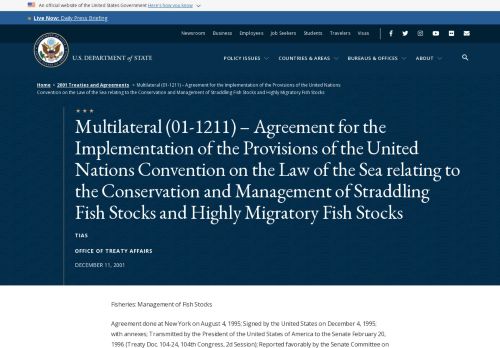 An official website of the United States Government Here's how you know
Live Now: Daily Press Briefing
Newsroom Business Employees Job Seekers Students Travelers Visas
U.S. DEPARTMENT of STATE
POLICY ISSUES COUNTRIES & AREAS BUREAUS & OFFICES ABOUT
Home • 2001 Treaties and Agreements • Multilateral (01-1211) – Agreement for the Implementation of the Provisions of the United Nations
Convention on the Law of the Sea relating to the Conservation and Management of Straddling Fish Stocks and Highly Migratory Fish Stocks
Multilateral (01-1211) – Agreement for the
Implementation of the Provisions of the United
Nations Convention on the Law of the Sea relating to
the Conservation and Management of Straddling
Fish Stocks and Highly Migratory Fish Stocks
TIAS
OFFICE OF TREATY AFFAIRS
DECEMBER 11, 2001
Fisheries: Management of Fish Stocks
Agreement done at New York on August 4, 1995; Signed by the United States on December 4, 1995,
with annexes; Transmitted by the President of the United States of America to the Senate February 20,
1996 (Treaty Doc. 104-24, 104th Congress, 2d Session); Reported favorably by the Senate Committee on